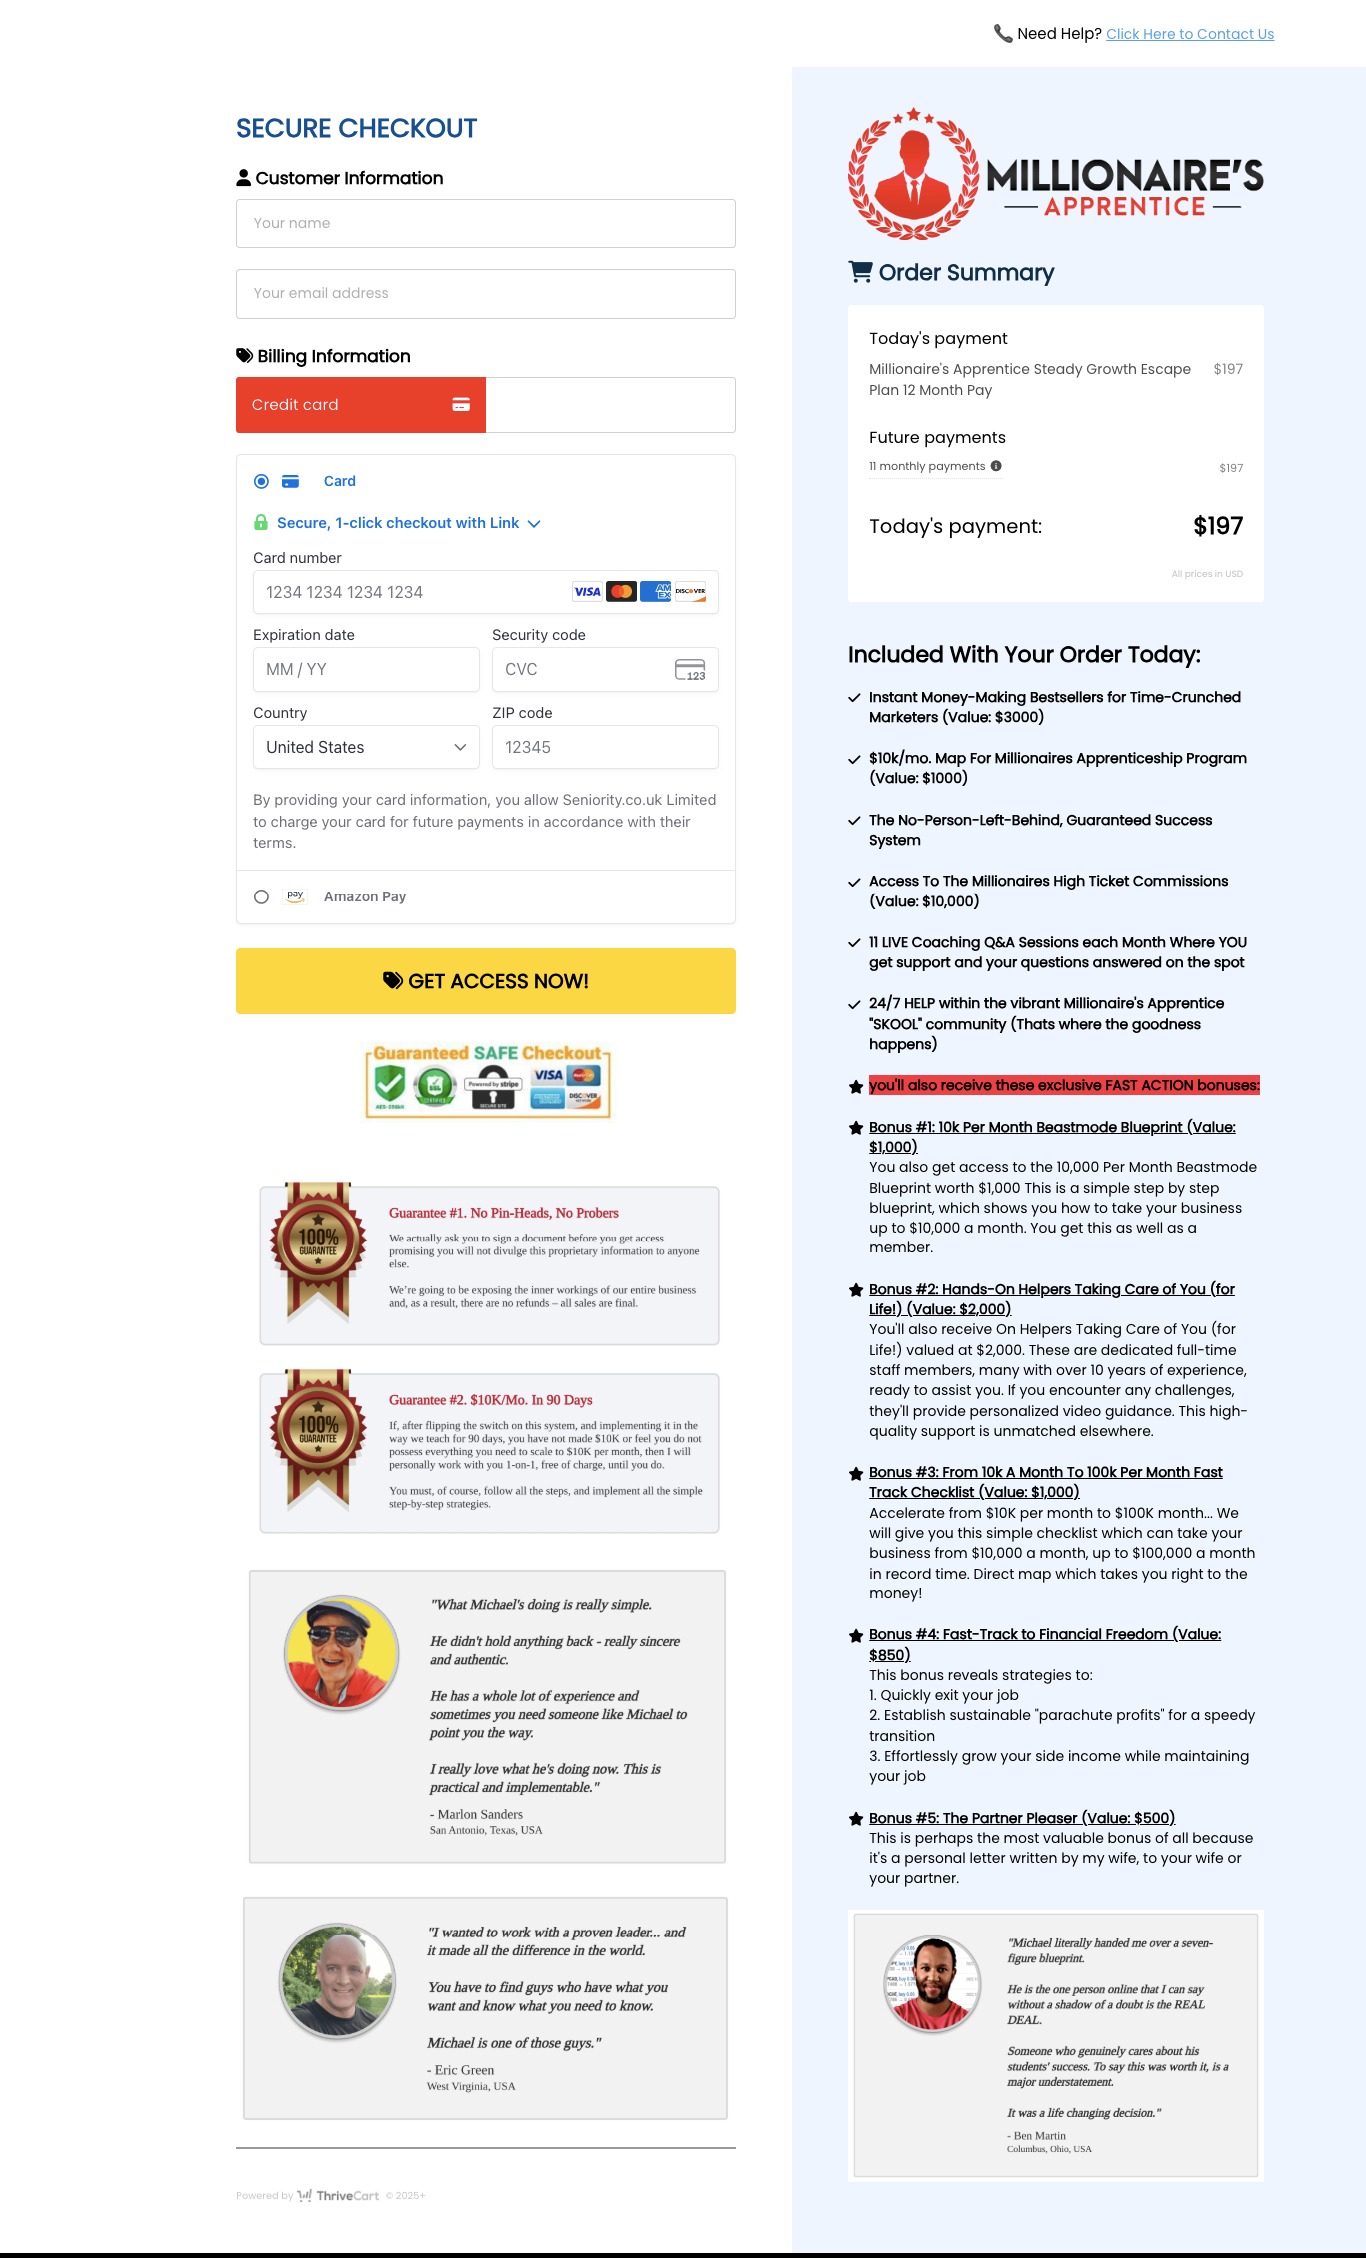 Need Help? Click Here to Contact Us
SECURE CHECKOUT
Customer Information
Your name
Your email address
Billing Information
Credit card
Card
Secure, 1-click checkout with Link
Card number
1234 1234 1234 1234
VISA
AM EX
DISCOVER
Expiration date
Security code
MM / YY
CVC
123
Country
ZIP code
United States
12345
By providing your card information, you allow Seniority.co.uk Limited
to charge your card for future payments in accordance with their
terms.
pay
Amazon Pay
GET ACCESS NOW!
Guaranteed SAFE Checkout
AES-256bit
SSL
CERTIFIED
Powered by stripe
SECURE SITE
VISA
MasterCard
DISCOVER
100%
GUARANTEE
Guarantee #1. No Pin-Heads, No Probers
We actually ask you to sign a document before you get access
promising you will not divulge this proprietary information to anyone
else.
We're going to be exposing the inner workings of our entire business
and, as a result, there are no refunds – all sales are final.
100%
GUARANTEE
Guarantee #2. $10K/Mo. In 90 Days
If, after flipping the switch on this system, and implementing it in the
way we teach for 90 days, you have not made $10K or feel you do not
possess everything you need to scale to $10K per month, then I will
personally work with you 1-on-1, free of charge, until you do.
You must, of course, follow all the steps, and implement all the simple
step-by-step strategies.
"What Michael's doing is really simple.
He didn't hold anything back - really sincere
and authentic.
He has a whole lot of experience and
sometimes you need someone like Michael to
point you the way.
I really love what he's doing now. This is
practical and implementable."
- Marlon Sanders
San Antonio, Texas, USA
"I wanted to work with a proven leader... and
it made all the difference in the world.
You have to find guys who have what you
want and know what you need to know.
Michael is one of those guys."
- Eric Green
West Virginia, USA
Powered by ThriveCart © 2025+
MILLIONAIRE'S
APPRENTICE
Order Summary
Today's payment
Millionaire's Apprentice Steady Growth Escape $197
Plan 12 Month Pay
Future payments
11 monthly payments $197
Today's payment: $197
All prices in USD
Included With Your Order Today:
Instant Money-Making Bestsellers for Time-Crunched
Marketers (Value: $3000)
$10k/mo. Map For Millionaires Apprenticeship Program
(Value: $1000)
The No-Person-Left-Behind, Guaranteed Success
System
Access To The Millionaires High Ticket Commissions
(Value: $10,000)
11 LIVE Coaching Q&A Sessions each Month Where YOU
get support and your questions answered on the spot
24/7 HELP within the vibrant Millionaire's Apprentice
"SKOOL" community (Thats where the goodness
happens)
you'll also receive these exclusive FAST ACTION bonuses:
Bonus #1: 10k Per Month Beastmode Blueprint (Value:
$1,000)
You also get access to the 10,000 Per Month Beastmode
Blueprint worth $1,000 This is a simple step by step
blueprint, which shows you how to take your business
up to $10,000 a month. You get this as well as a
member.
Bonus #2: Hands-On Helpers Taking Care of You (for
Life!) (Value: $2,000)
You'll also receive On Helpers Taking Care of You (for
Life!) valued at $2,000. These are dedicated full-time
staff members, many with over 10 years of experience,
ready to assist you. If you encounter any challenges,
they'll provide personalized video guidance. This high-
quality support is unmatched elsewhere.
Bonus #3: From 10k A Month To 100k Per Month Fast
Track Checklist (Value: $1,000)
Accelerate from $10K per month to $100K month... We
will give you this simple checklist which can take your
business from $10,000 a month, up to $100,000 a month
in record time. Direct map which takes you right to the
money!
Bonus #4: Fast-Track to Financial Freedom (Value:
$850)
This bonus reveals strategies to:
1. Quickly exit your job
2. Establish sustainable "parachute profits" for a speedy
transition
3. Effortlessly grow your side income while maintaining
your job
Bonus #5: The Partner Pleaser (Value: $500)
This is perhaps the most valuable bonus of all because
it's a personal letter written by my wife, to your wife or
your partner.
"Michael literally handed me over a seven-
figure blueprint.
He is the one person online that I can say
without a shadow of a doubt is the REAL
DEAL.
Someone who genuinely cares about his
students' success. To say this was worth it, is a
major understatement.
It was a life changing decision."
- Ben Martin
Columbus, Ohio, USA